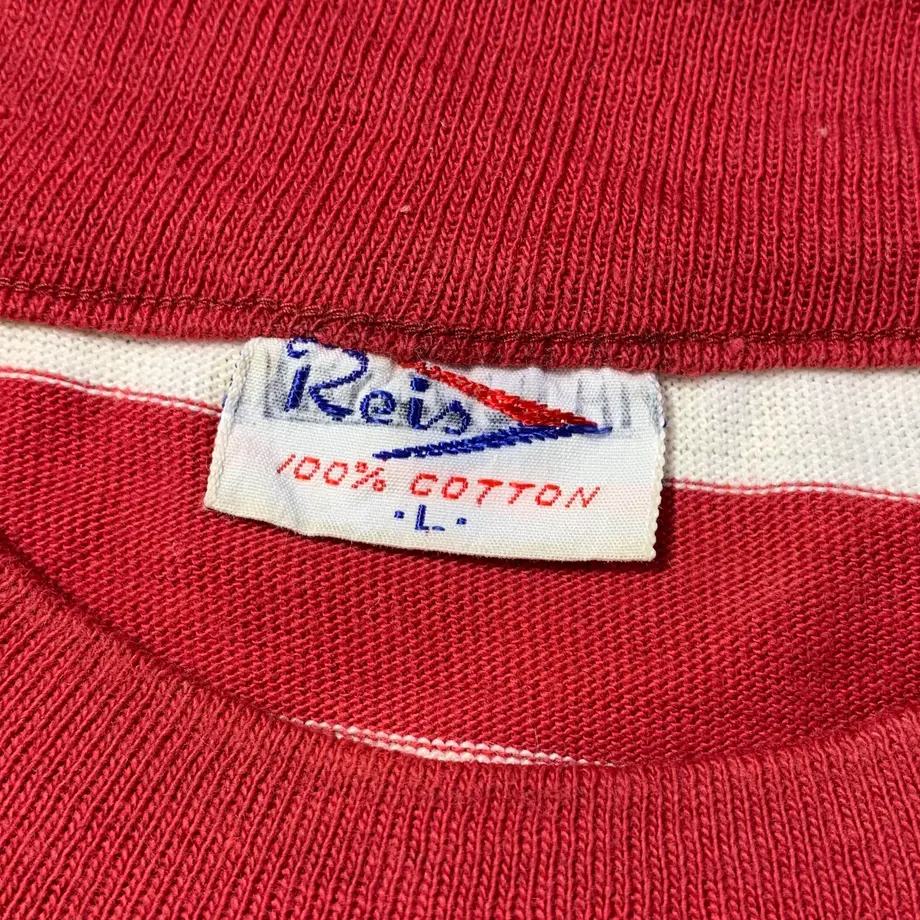 Reis
100% COTTON
· L ·